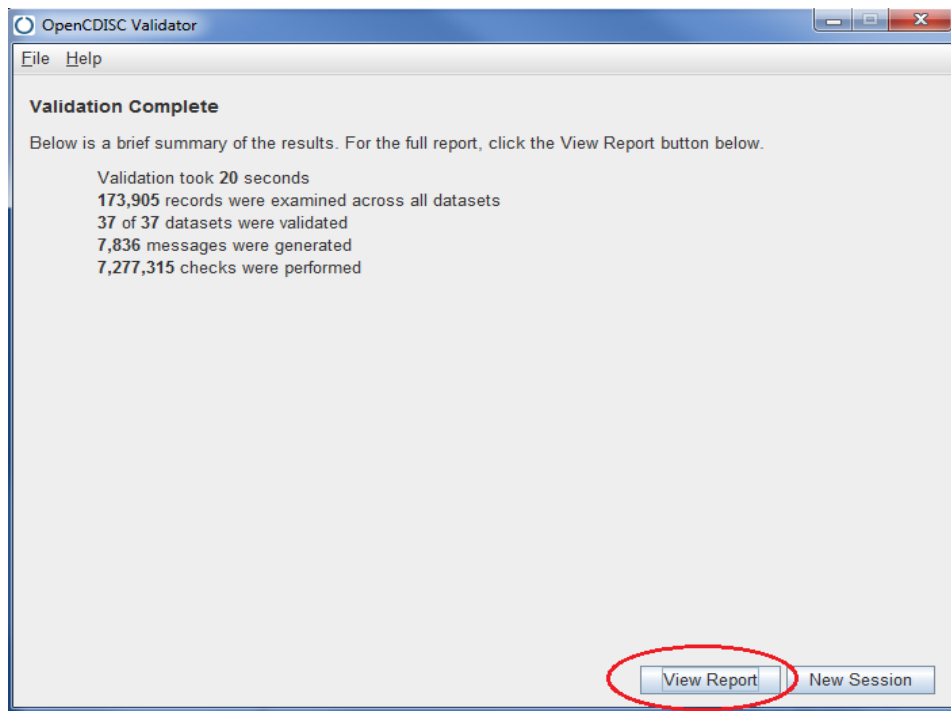 OpenCDISC Validator
File Help
Validation Complete
Below is a brief summary of the results. For the full report, click the View Report button below.
Validation took 20 seconds
173,905 records were examined across all datasets
37 of 37 datasets were validated
7,836 messages were generated
7,277,315 checks were performed
View Report New Session